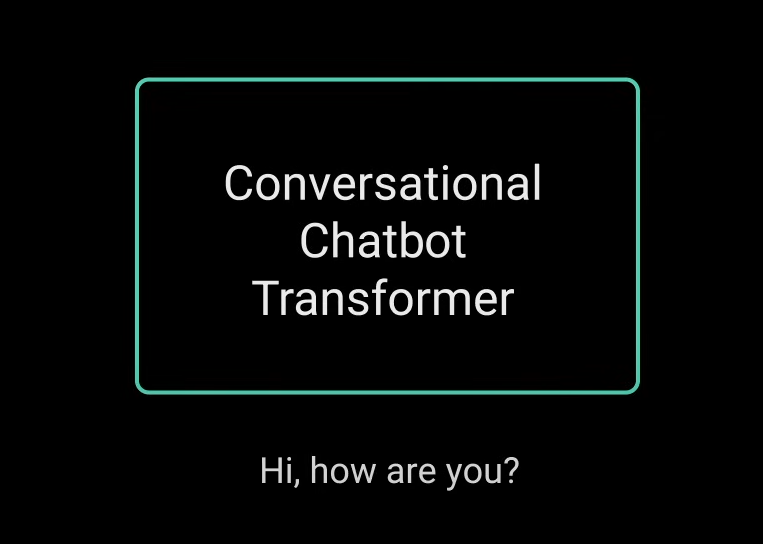 Conversational
Chatbot
Transformer
Hi, how are you?